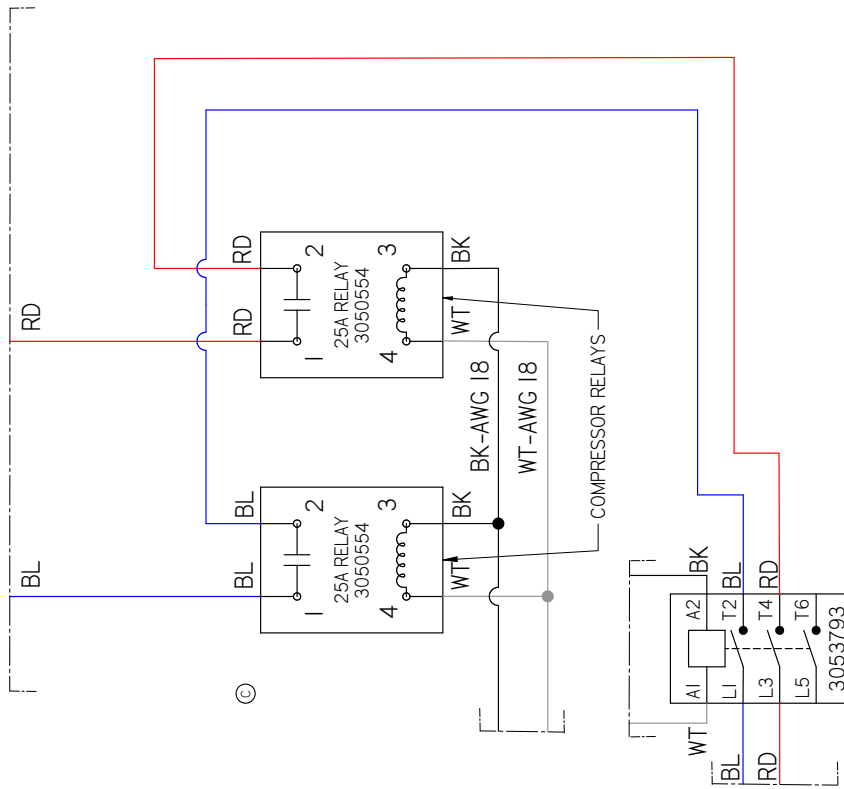 RD
BL
RD
RD
2
1
25A RELAY
3050554
3
4
BK
WT
BL
BL
2
1
25A RELAY
3050554
3
4
BK
WT
BK-AWG 18
WT-AWG 18
COMPRESSOR RELAYS
C
BK
BL
RD
A2
T2
T4
T6
A1
L1
L3
L5
3053793
WT
BL
RD